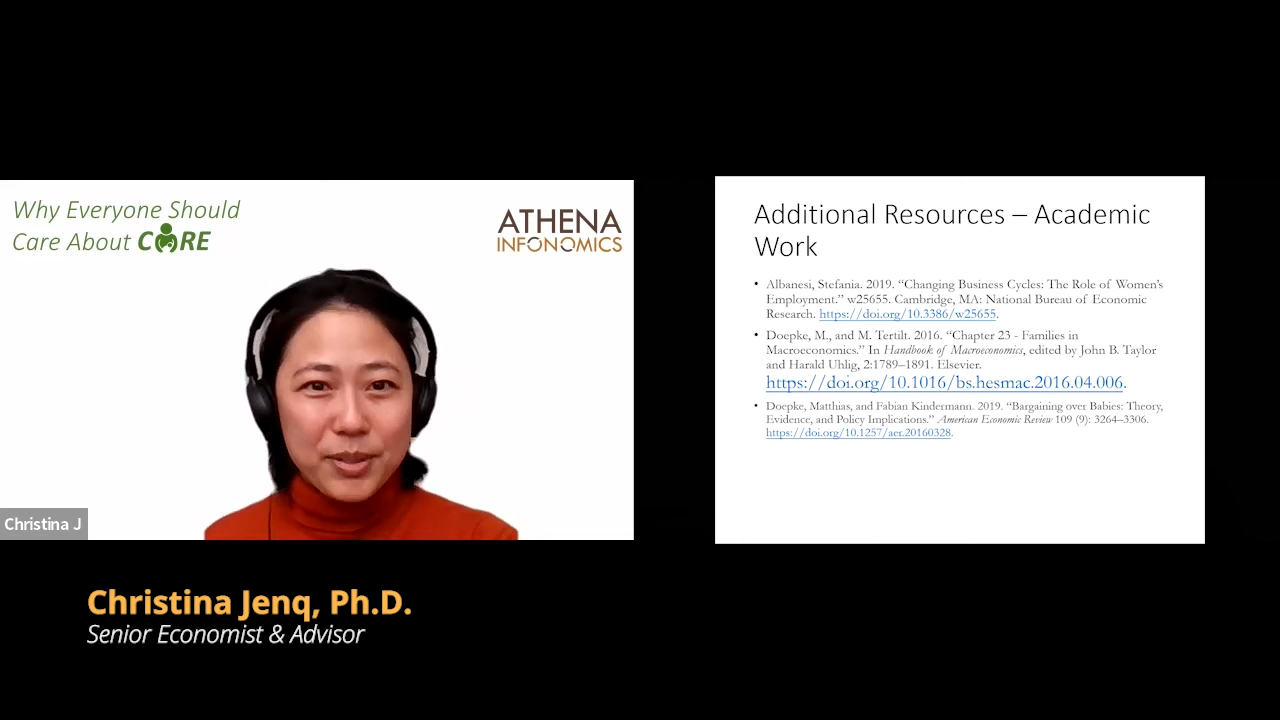 Why Everyone Should
Care About CARE
ATHENA
INFONOMICS
Christina J
Christina Jenq, Ph.D.
Senior Economist & Advisor
Additional Resources – Academic
Work
• Albanesi, Stefania. 2019. “Changing Business Cycles: The Role of Women’s
Employment.” w25655. Cambridge, MA: National Bureau of Economic
Research. https://doi.org/10.3386/w25655.
• Doepke, M., and M. Tertilt. 2016. “Chapter 23 - Families in
Macroeconomics.” In Handbook of Macroeconomics, edited by John B. Taylor
and Harald Uhlig, 2:1789–1891. Elsevier.
https://doi.org/10.1016/bs.hesmac.2016.04.006.
• Doepke, Matthias, and Fabian Kindermann. 2019. “Bargaining over Babies: Theory,
Evidence, and Policy Implications.” American Economic Review 109 (9): 3264–3306.
https://doi.org/10.1257/aer.20160328.